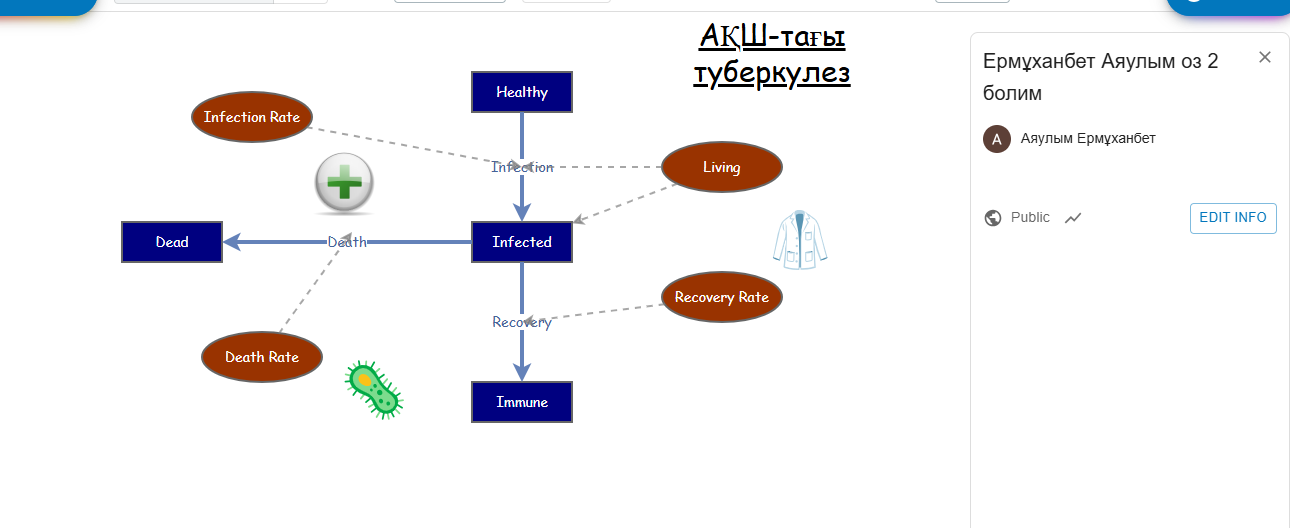 АҚШ-тағы
туберкулез
Healthy
Infection Rate
Infection
Living
Dead
Death
Infected
Recovery Rate
Recovery
Death Rate
Immune
Ермұханбет Аяулым оз 2
болим
А
Аяулым Ермұханбет
Public
EDIT INFO